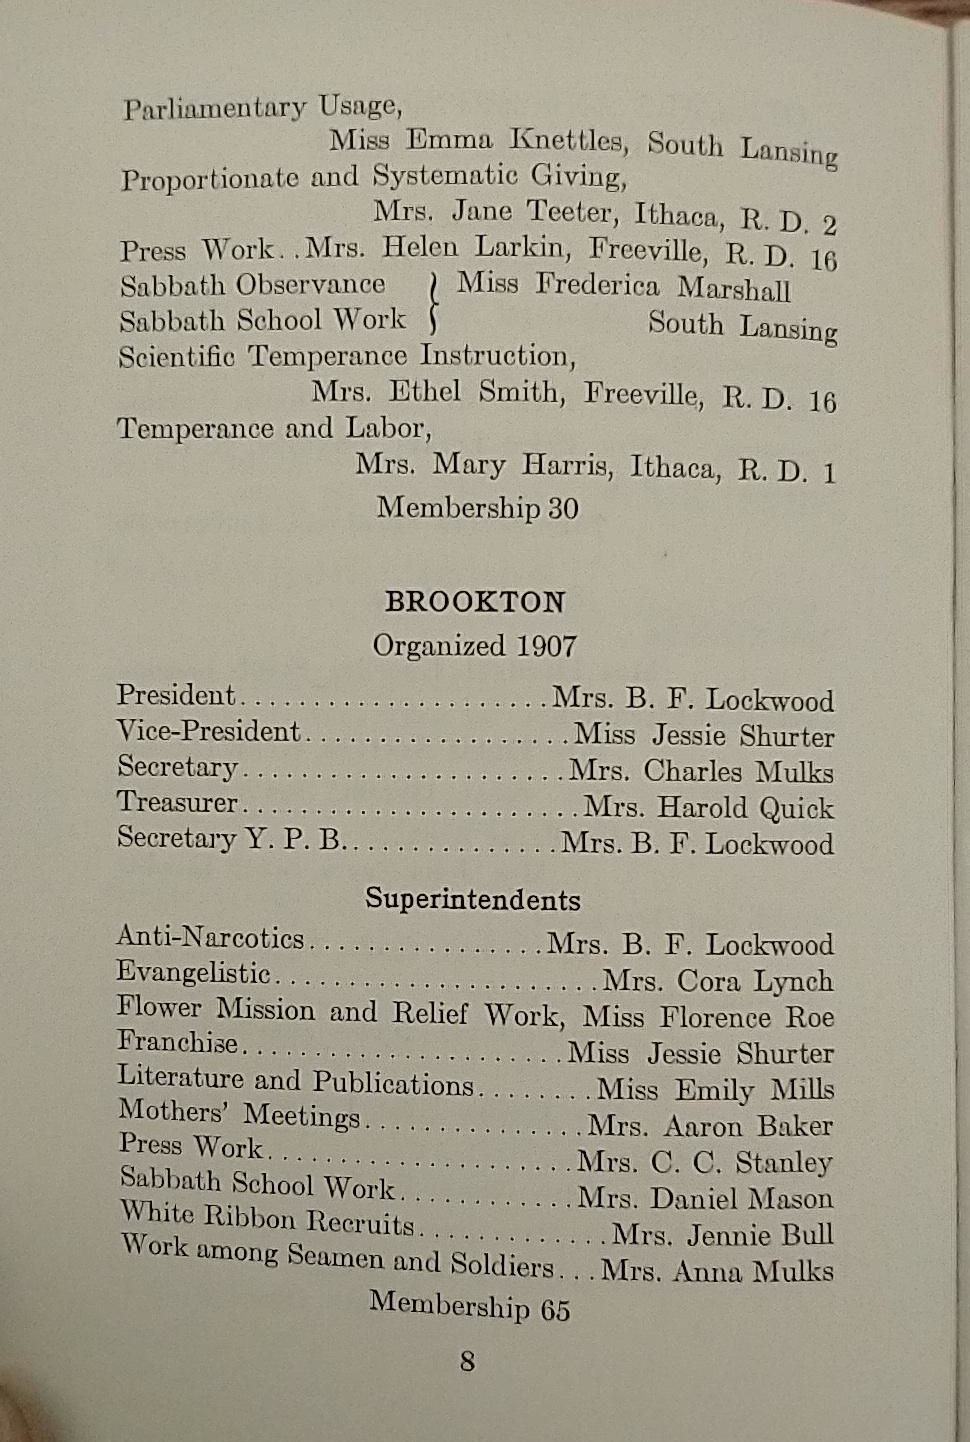 Parliamentary Usage,
Miss Emma Knettles, South Lansing
Proportionate and Systematic Giving,
Mrs. Jane Teeter, Ithaca, R. D. 2
Press Work..Mrs. Helen Larkin, Freeville, R. D. 16
Sabbath Observance } Miss Frederica Marshall
Sabbath School Work } South Lansing
Scientific Temperance Instruction,
Mrs. Ethel Smith, Freeville, R. D. 16
Temperance and Labor,
Mrs. Mary Harris, Ithaca, R. D. 1
Membership 30
BROOKTON
Organized 1907
President.....................Mrs. B. F. Lockwood
Vice-President..................Miss Jessie Shurter
Secretary......................Mrs. Charles Mulks
Treasurer.......................Mrs. Harold Quick
Secretary Y. P. B...............Mrs. B. F. Lockwood
Superintendents
Anti-Narcotics................Mrs. B. F. Lockwood
Evangelistic......................Mrs. Cora Lynch
Flower Mission and Relief Work, Miss Florence Roe
Franchise......................Miss Jessie Shurter
Literature and Publications........Miss Emily Mills
Mothers' Meetings...............Mrs. Aaron Baker
Press Work.....................Mrs. C. C. Stanley
Sabbath School Work............Mrs. Daniel Mason
White Ribbon Recruits.............Mrs. Jennie Bull
Work among Seamen and Soldiers...Mrs. Anna Mulks
Membership 65
8